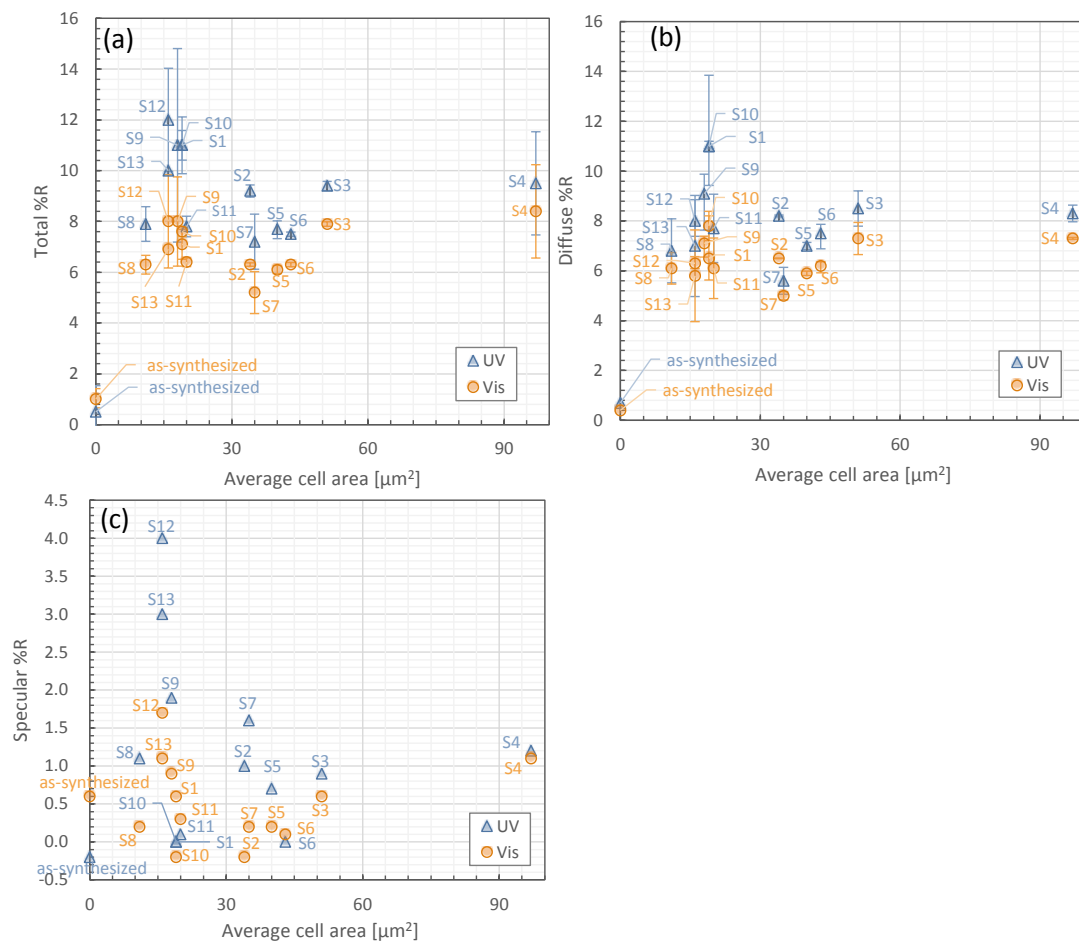 (a)
16
14
12
10
8
6
4
2
0
Total %R
S12
S10
S9
S1
S13
S12
S9
S8
S11
S10
S8
S1
S13
S11
S2
S7
S5
S6
S3
S4
S2
S5
S6
S7
S3
S4
as-synthesized
as-synthesized
UV
Vis
0 30 60 90
Average cell area [μm²]
(b)
16
14
12
10
8
6
4
2
0
Diffuse %R
S10
S1
S9
S12
S10
S13
S11
S8
S9
S12
S1
S8
S13
S11
S2
S6
S3
S4
S2
S5
S7
S6
S5
S7
S3
S4
as-synthesized
as-synthesized
UV
Vis
0 30 60 90
Average cell area [μm²]
(c)
4.5
4.0
3.5
3.0
2.5
2.0
1.5
1.0
0.5
0.0
-0.5
Specular %R
S12
S13
S9
S12
S7
S8
S13
S9
S2
S3
S4
S5
S4
as-synthesized
S1
S10
S11
S3
S8
S11
S1
S7
S5
S6
S10
S2
S6
as-synthesized
UV
Vis
0 30 60 90
Average cell area [μm²]